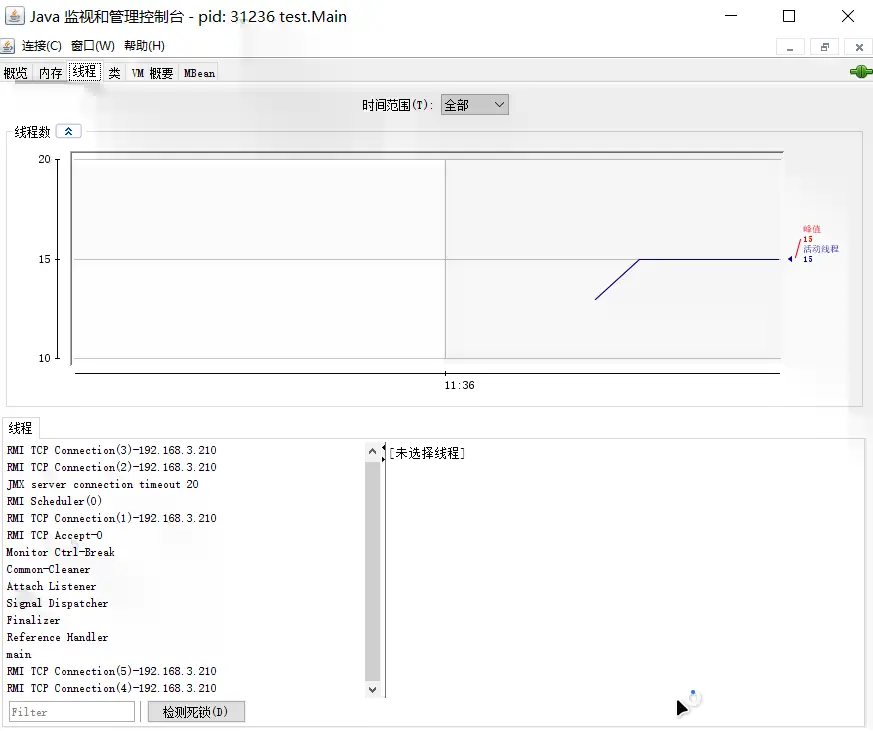 Java 监视和管理控制台 - pid: 31236 test.Main
连接(C) 窗口(W) 帮助(H)
概览 内存 线程 类 VM 概要 MBean
时间范围(T): 全部
线程数
20
15
10
11:36
峰值
15
活动线程
15
线程
RMI TCP Connection(3)-192.168.3.210
[未选择线程]
RMI TCP Connection(2)-192.168.3.210
JMX server connection timeout 20
RMI Scheduler(0)
RMI TCP Connection(1)-192.168.3.210
RMI TCP Accept-0
Monitor Ctrl-Break
Common-Cleaner
Attach Listener
Signal Dispatcher
Finalizer
Reference Handler
main
RMI TCP Connection(5)-192.168.3.210
RMI TCP Connection(4)-192.168.3.210
Filter 检测死锁(D)